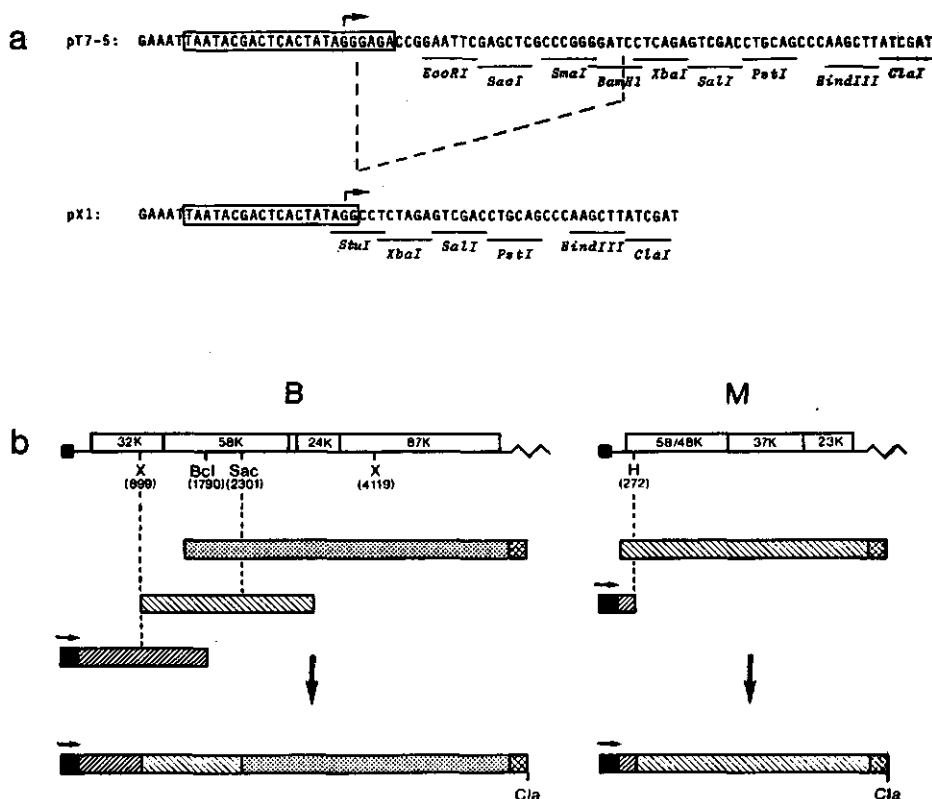 a
pT7-5: GAAATTAATACGACTCACTATAGGGAGACCGGAATTCGAGCTCGCCCGGGGATCCTCAGAGTCGACCTGCAGCCCAAGCTTATCGAT
EcoRI SacI SmaI BamHI XbaI SalI PstI HindIII ClaI
pX1: GAAATTAATACGACTCACTATAGGCCTCTAGAGTCGACCTGCAGCCCAAGCTTATCGAT
StuI XbaI SalI PstI HindIII ClaI
B M
b
32K 58K 24K 87K
58/48K 37K 23K
X Bcl Sac X
(899) (1790) (2301) (4119)
H
(272)
Cla
Cla